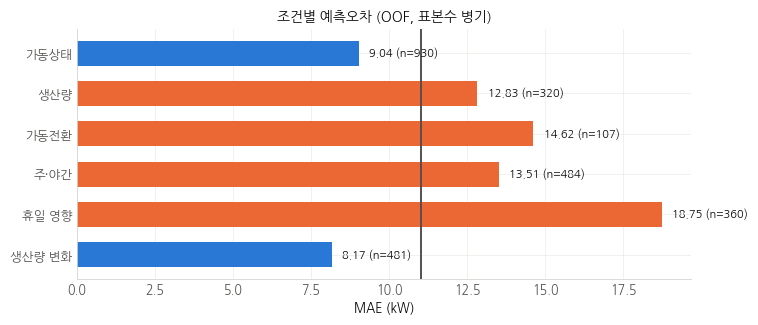 조건별 예측오차 (OOF, 표본수 병기)
가동상태 9.04 (n=930)
생산량 12.83 (n=320)
가동전환 14.62 (n=107)
주·야간 13.51 (n=484)
휴일 영향 18.75 (n=360)
생산량 변화 8.17 (n=481)
0.0 2.5 5.0 7.5 10.0 12.5 15.0 17.5
MAE (kW)